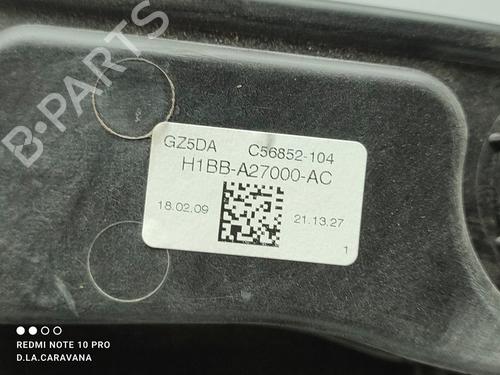 B-PARTS
GZ5DA C56852-104
H1BB-A27000-AC
18.02.09 21.13.27
1
REDMI NOTE 10 PRO
D.LA.CARAVANA